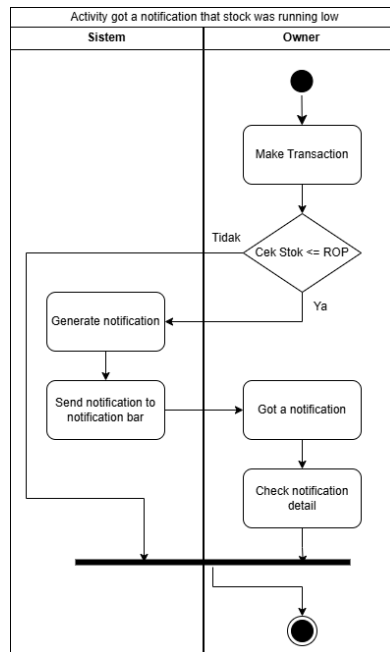 Activity got a notification that stock was running low
Sistem
Owner
Make Transaction
Tidak
Cek Stok <= ROP
Ya
Generate notification
Send notification to
notification bar
Got a notification
Check notification
detail